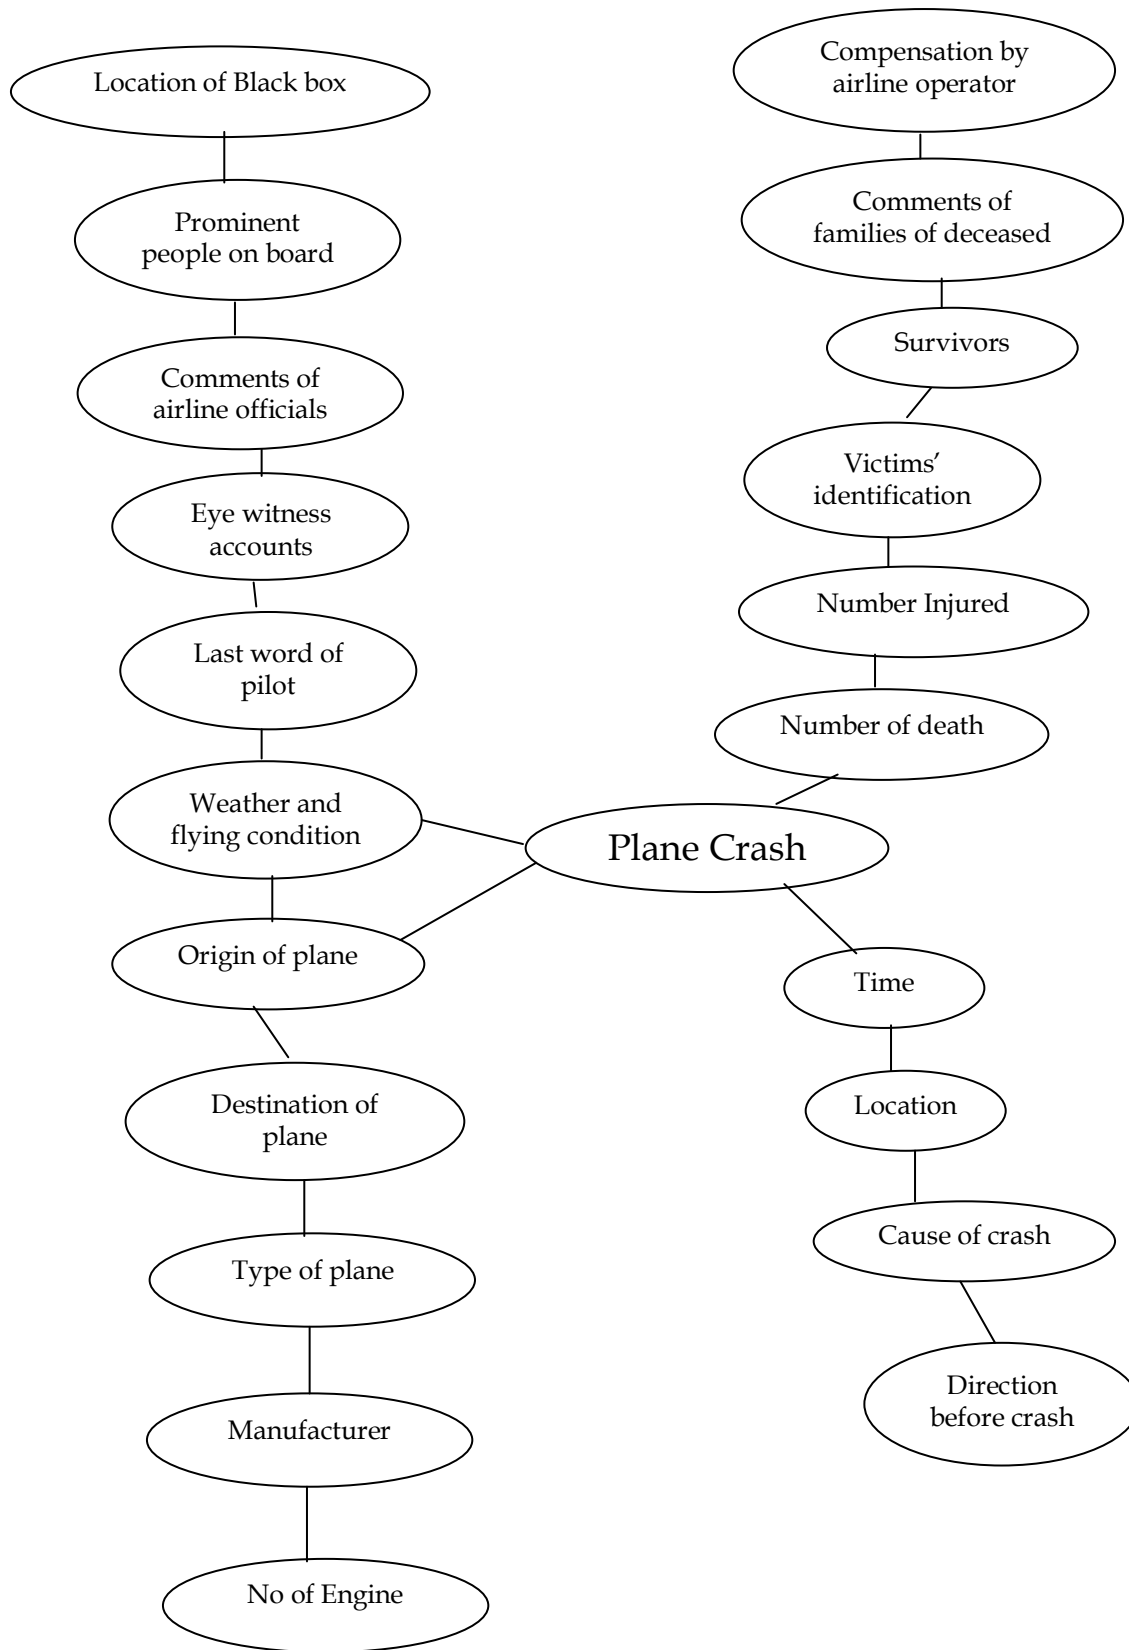 Location of Black box
Prominent
people on board
Comments of
airline officials
Eye witness
accounts
Last word of
pilot
Weather and
flying condition
Origin of plane
Destination of
plane
Type of plane
Manufacturer
No of Engine
Plane Crash
Compensation by
airline operator
Comments of
families of deceased
Survivors
Victims’
identification
Number Injured
Number of death
Time
Location
Cause of crash
Direction
before crash